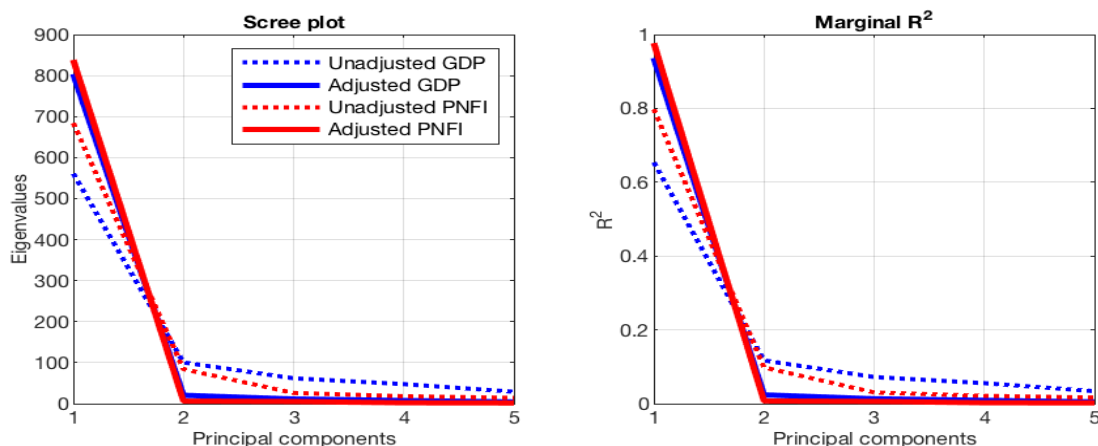 Scree plot
900
800
700
600
500
400
300
200
100
0
Eigenvalues
Unadjusted GDP
Adjusted GDP
Unadjusted PNFI
Adjusted PNFI
1 2 3 4 5
Principal components
Marginal R²
1
0.8
0.6
0.4
0.2
0
R²
1 2 3 4 5
Principal components